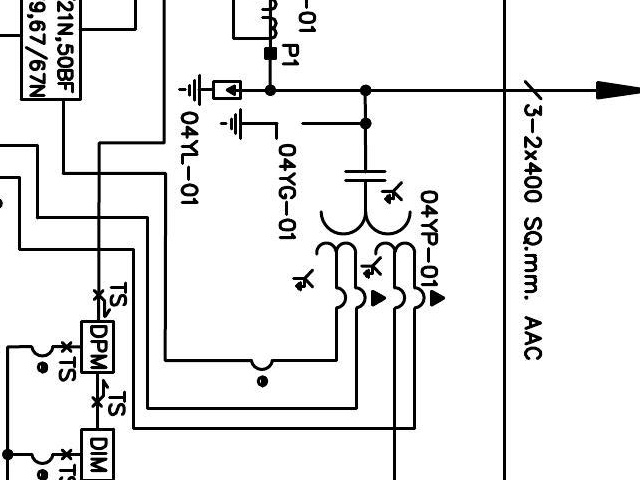 -01
P1
21N,50BF
9,67/67N
04YL-01
04YG-01
04YP-01
3-2x400 SQ.mm. AAC
Y
Y
Y
TS
DPM
TS
TS
DIM
TS